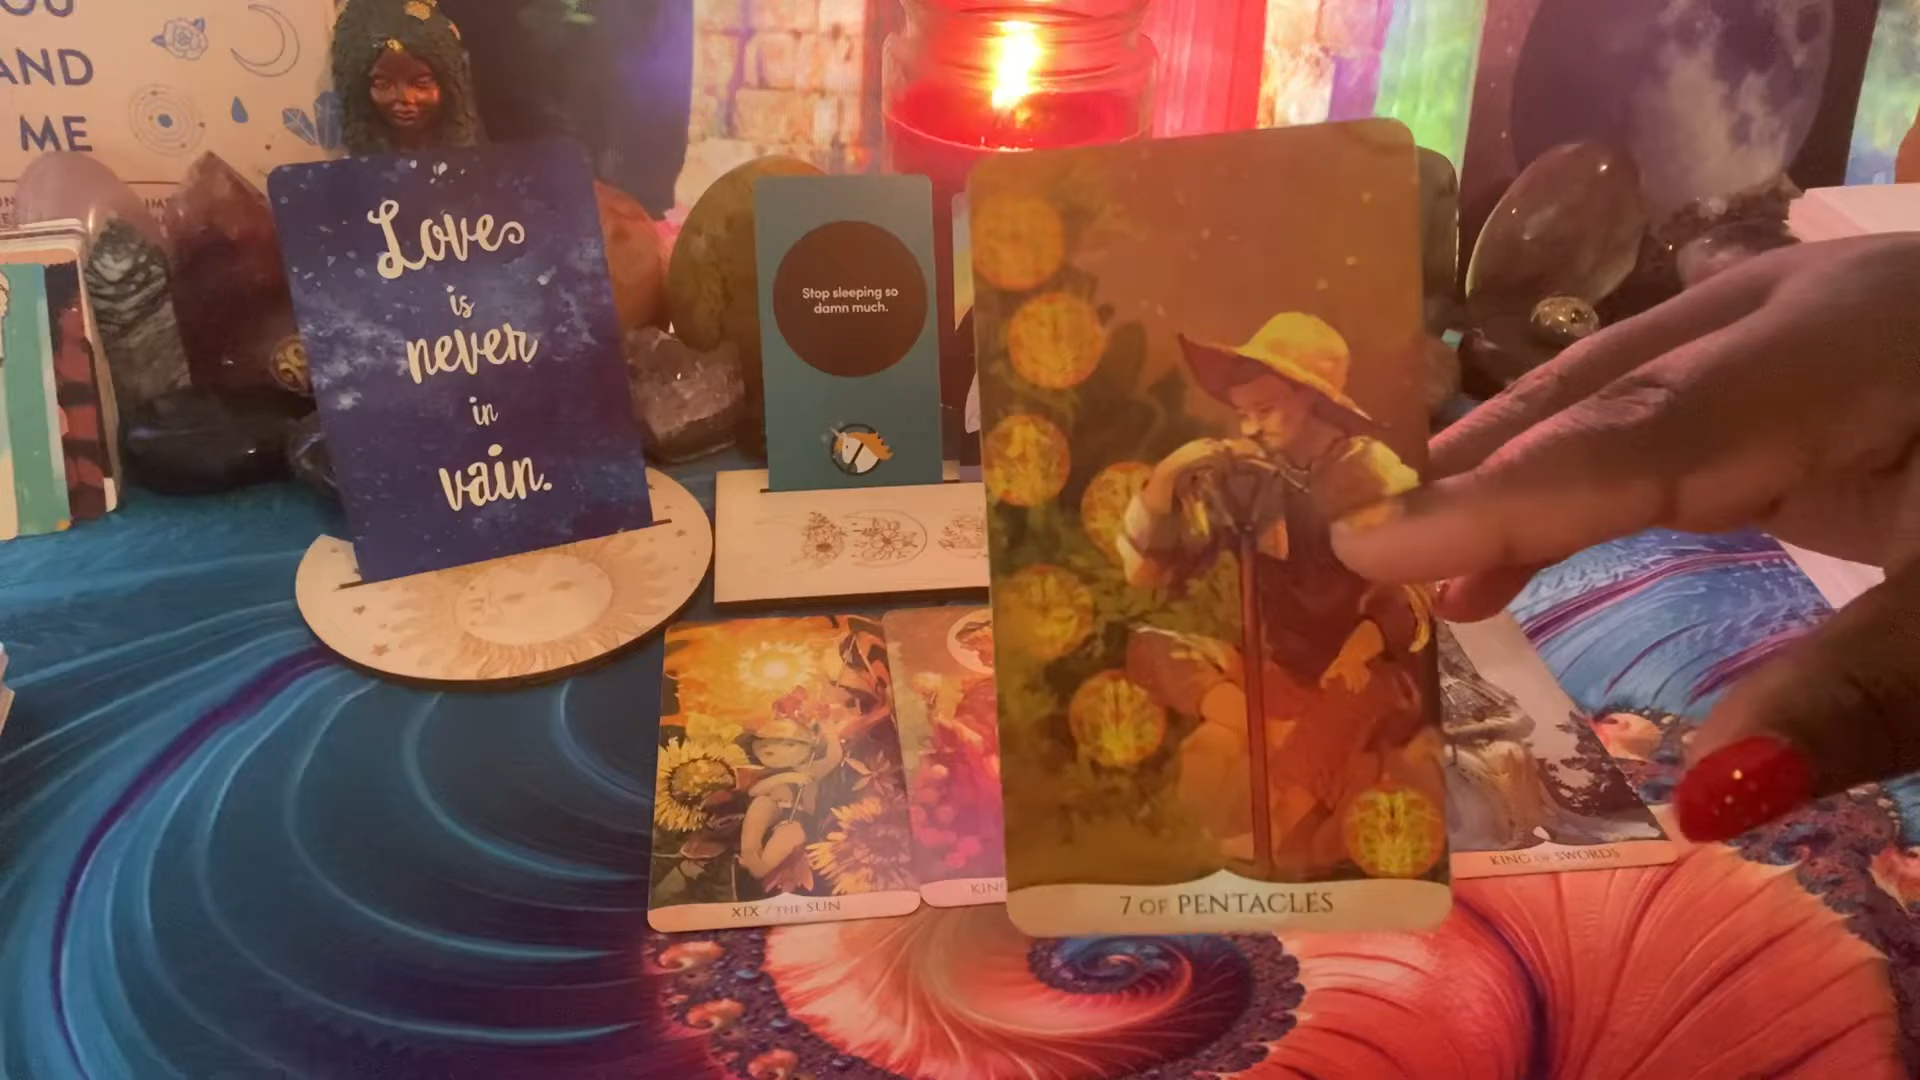 AND
ME
Love
is
never
in
vain.
Stop sleeping so
damn much.
XIX / THE SUN
7 OF PENTACLES
KING OF SWORDS